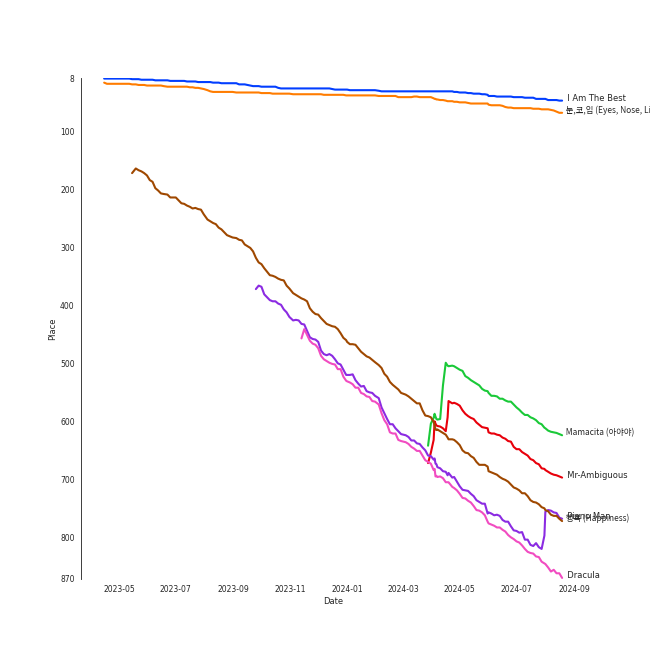 8
100
200
300
400
500
600
700
800
870
Place
2023-05
2023-07
2023-09
2023-11
2024-01
2024-03
2024-05
2024-07
2024-09
Date
I Am The Best
눈,코,입 (Eyes, Nose, Li
Mamacita (아야야)
Mr-Ambiguous
Piano Man
(Happiness)
Dracula